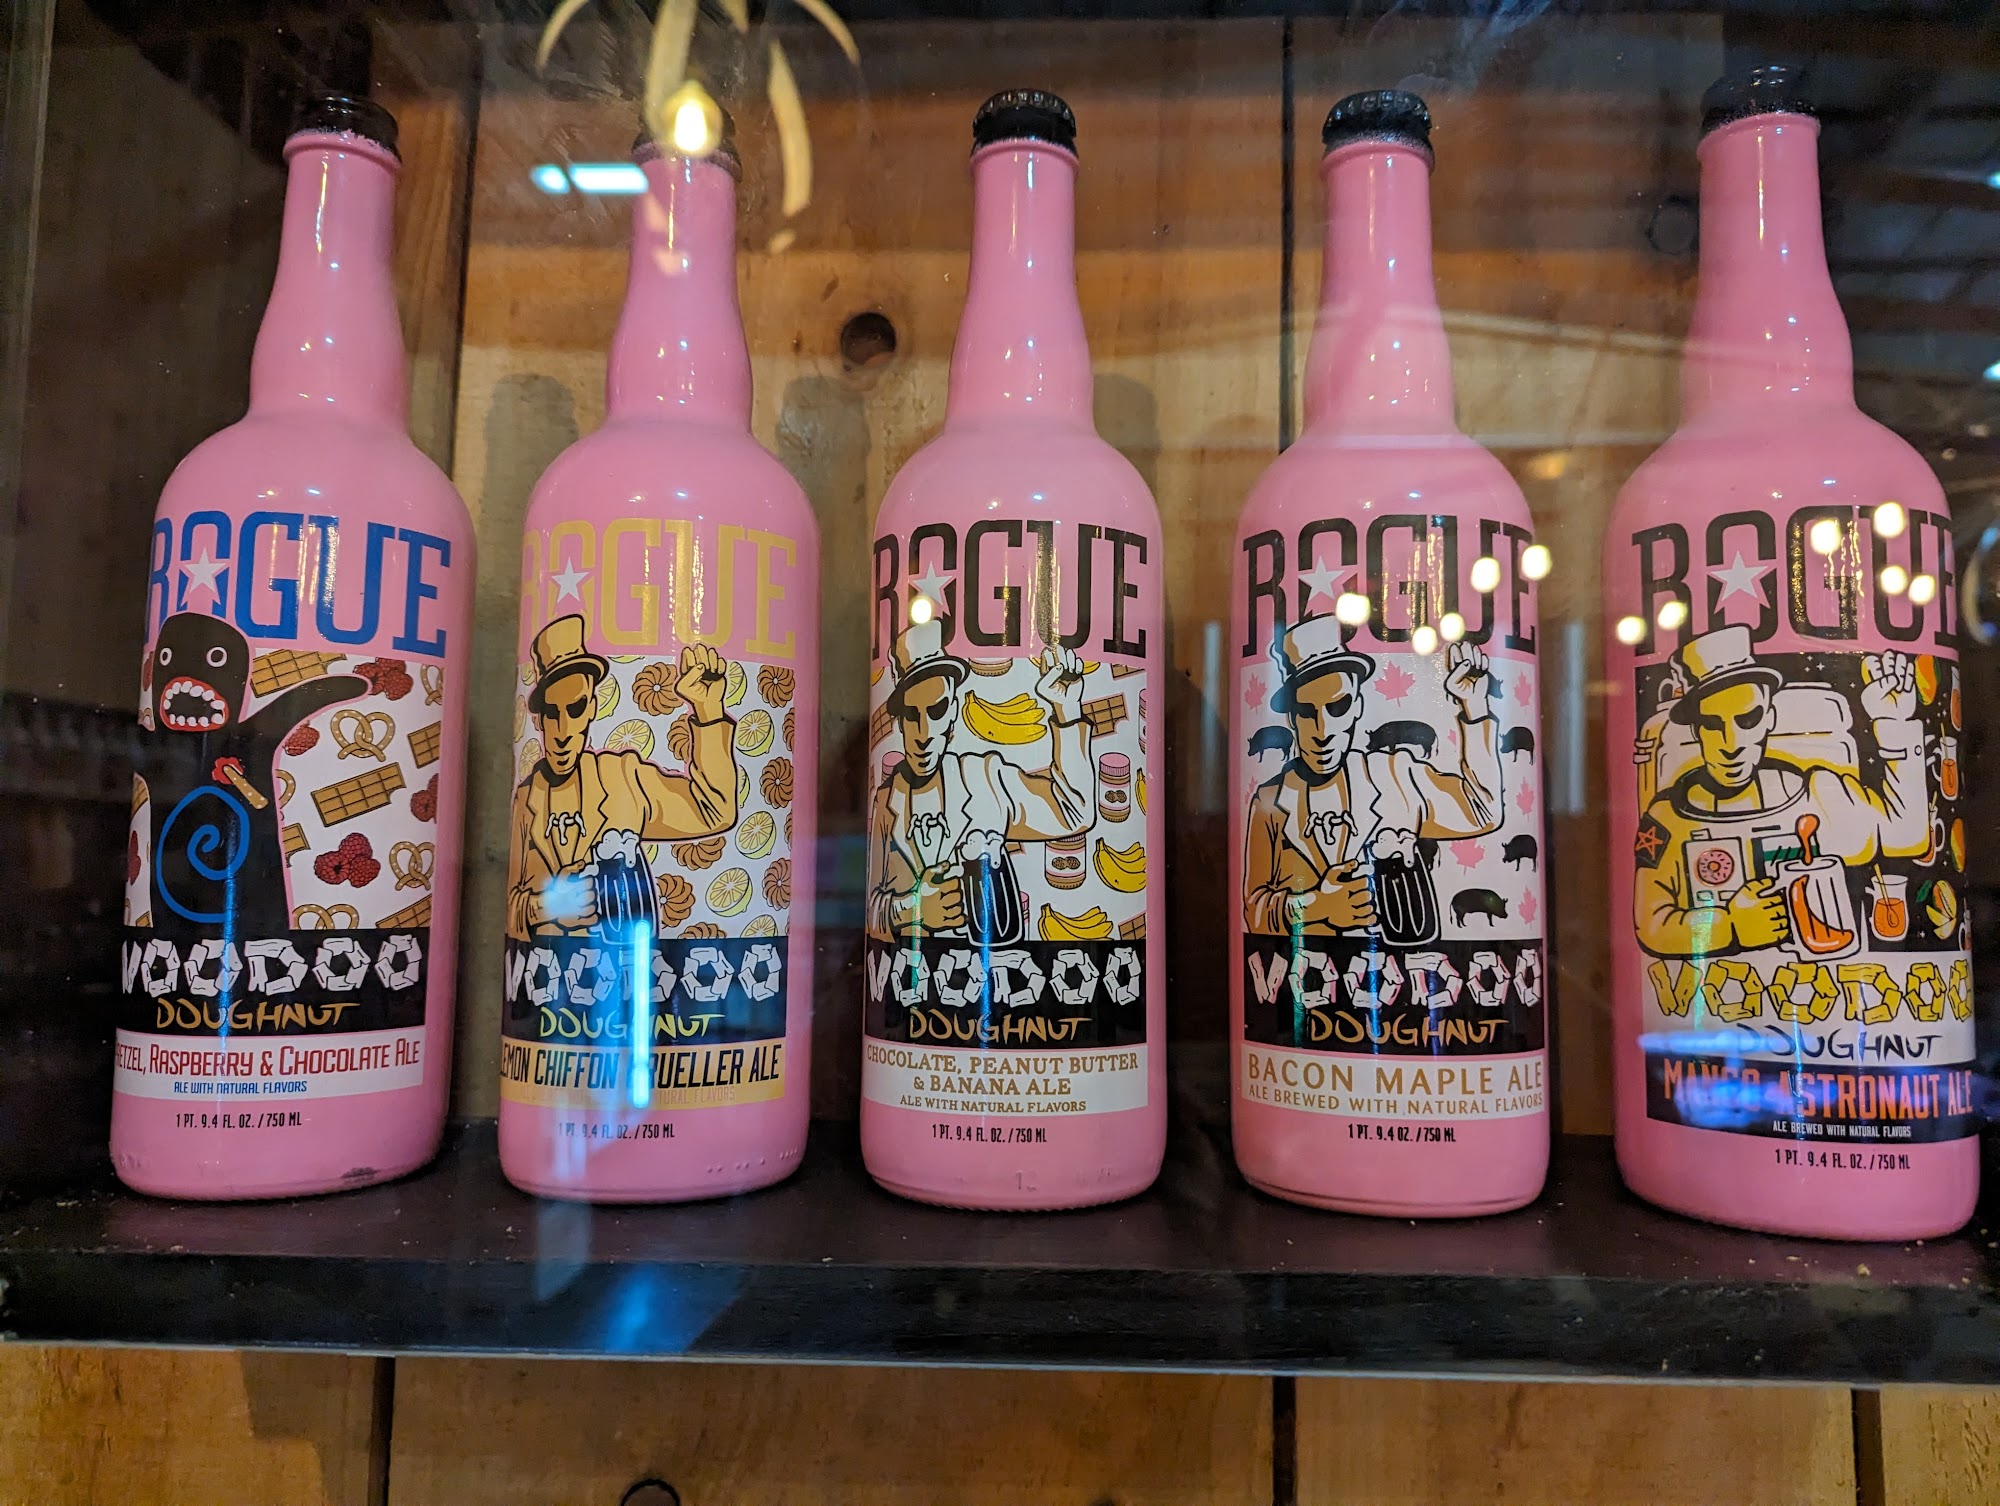 ROGUE
VOODOO
DOUGHNUT
RASPBERRY & CHOCOLATE ALE
ALE WITH NATURAL FLAVORS
1 PT. 9.4 FL. OZ. / 750 ML
ROGUE
VOODOO
DOUGHNUT
CHIFFON ALE
NATURAL FLAVORS
1 PT. 9.4 FL. OZ. / 750 ML
ROGUE
VOODOO
DOUGHNUT
CHOCOLATE, PEANUT BUTTER
& BANANA ALE
ALE WITH NATURAL FLAVORS
1 PT. 9.4 FL. OZ. / 750 ML
ROGUE
VOODOO
DOUGHNUT
BACON MAPLE ALE
ALE BREWED WITH NATURAL FLAVORS
1 PT. 9.4 OZ. / 750 ML
ROGUE
VOODOO
DOUGHNUT
MANGO ASTRONAUT ALE
ALE BREWED WITH NATURAL FLAVORS
1 PT. 9.4 FL. OZ. / 750 ML